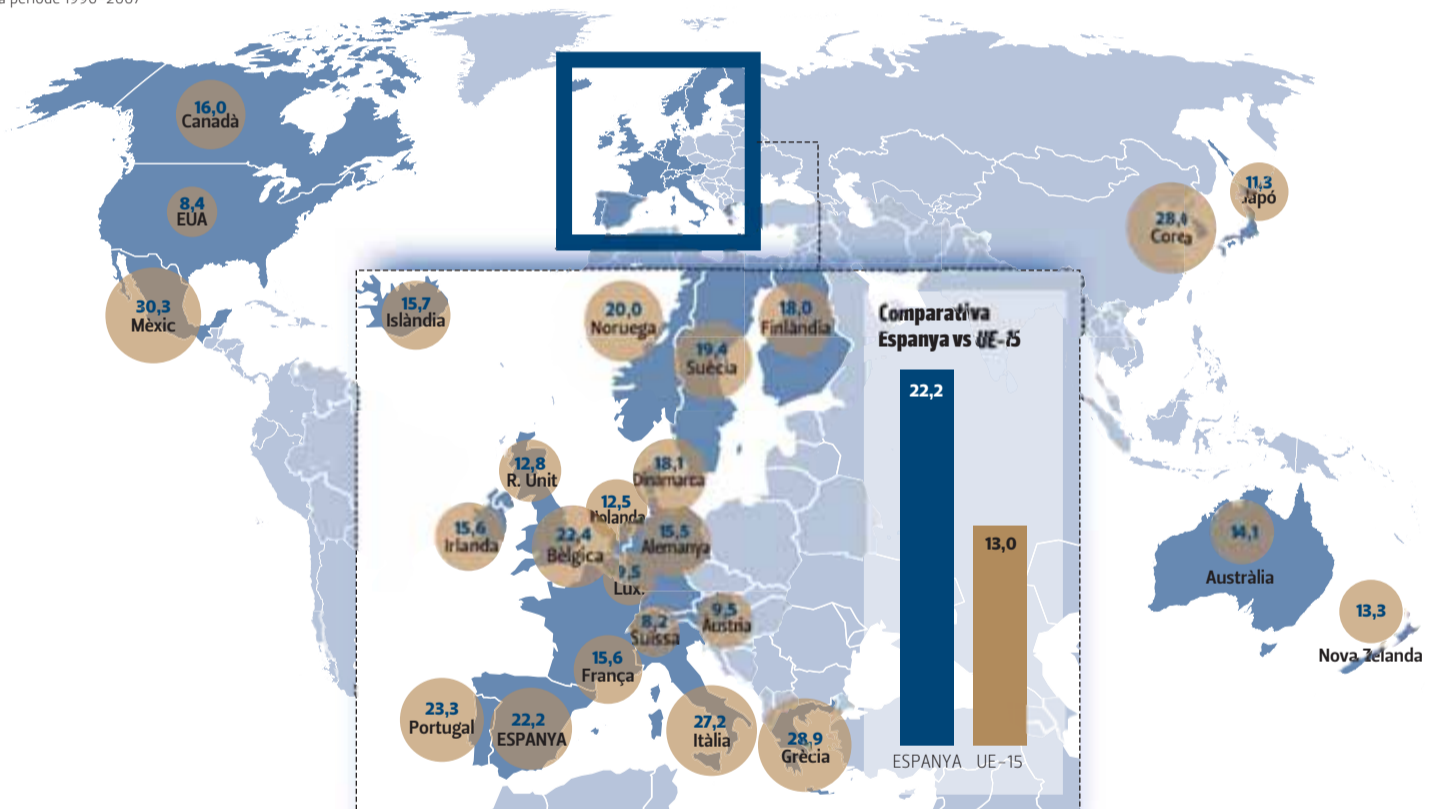 període 1990-2007
16,0
Canadà
8,4
EUA
30,3
Mèxic
11,3
Japó
Corea
15,7
Islàndia
20,0
Noruega
18,0
Finlàndia
19,4
Suècia
Comparativa
Espanya vs UE-15
22,2
13,0
ESPANYA UE-15
12,8
R. Unit
18,1
Dinamarca
12,5
Holanda
15,6
Irlanda
22,4
Bèlgica
15,5
Alemanya
9,5
Lux.
8,2
Suïssa
9,5
Àustria
15,6
França
23,3
Portugal
22,2
ESPANYA
27,2
Itàlia
28,9
Grècia
14,1
Austràlia
13,3
Nova Zelanda